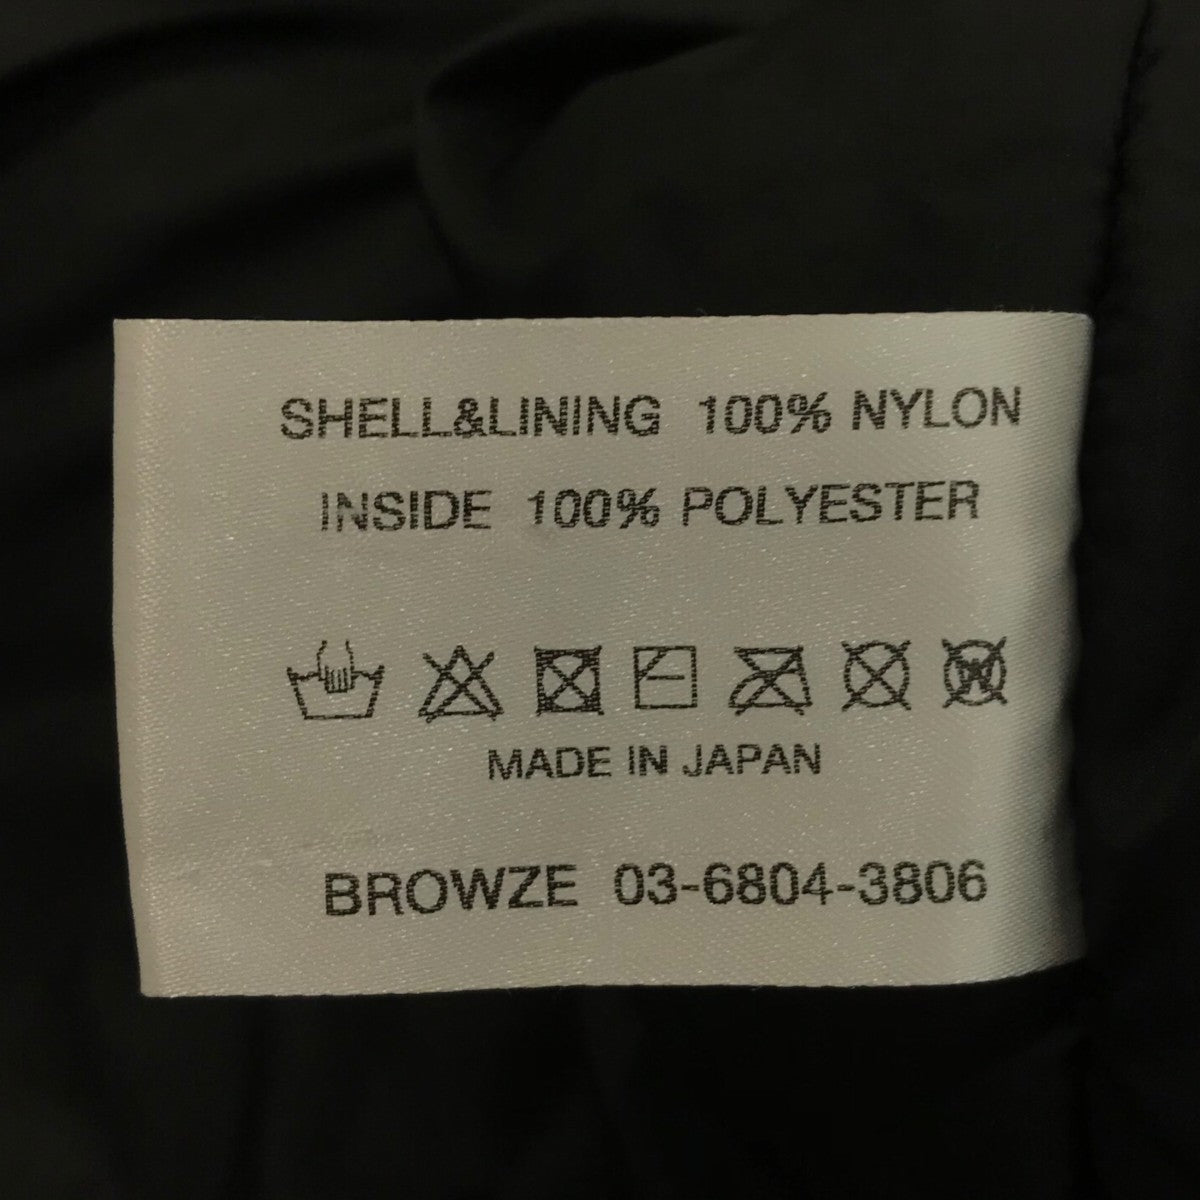 SHELL&LINING 100% NYLON
INSIDE 100% POLYESTER
W
MADE IN JAPAN
BROWZE 03-6804-3806